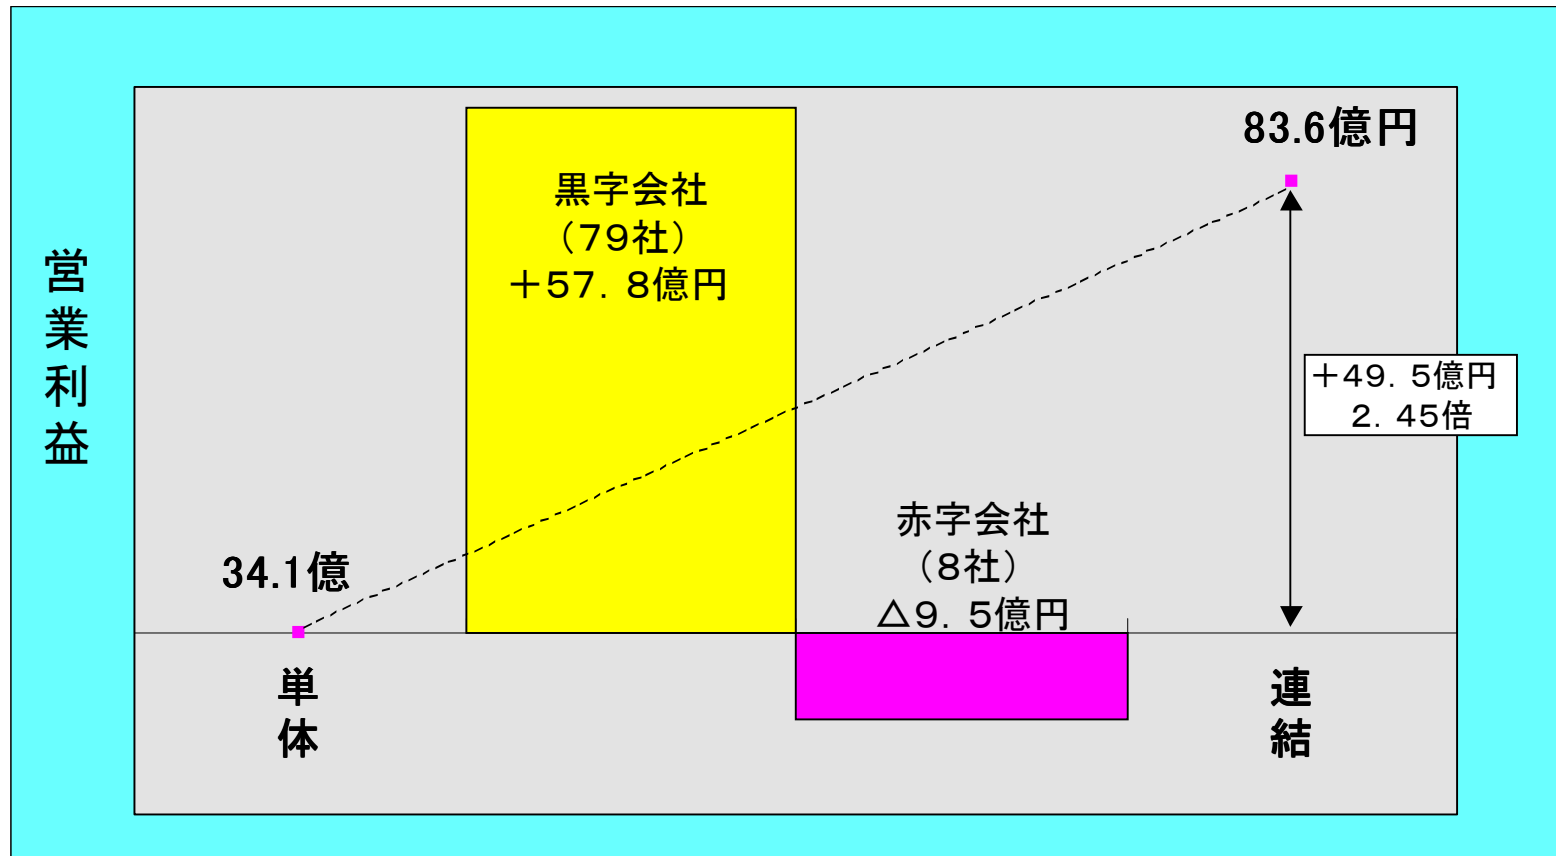 営業利益
34.1億
黒字会社
（79社）
＋57．8億円
赤字会社
（8社）
△9．5億円
83.6億円
＋49．5億円
2．45倍
単体
連結